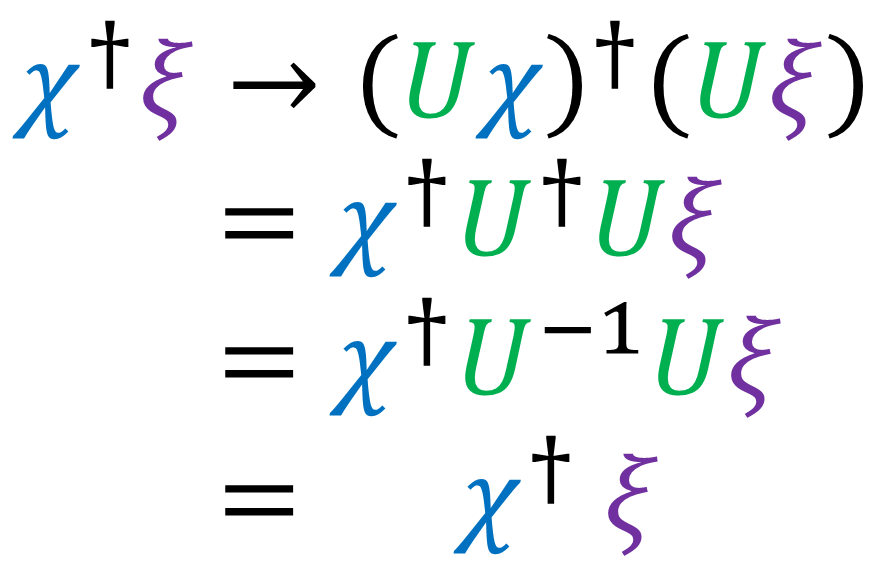 χ†ξ → (Uχ)†(Uξ)
= χ†U†Uξ
= χ†U⁻¹Uξ
= χ† ξ